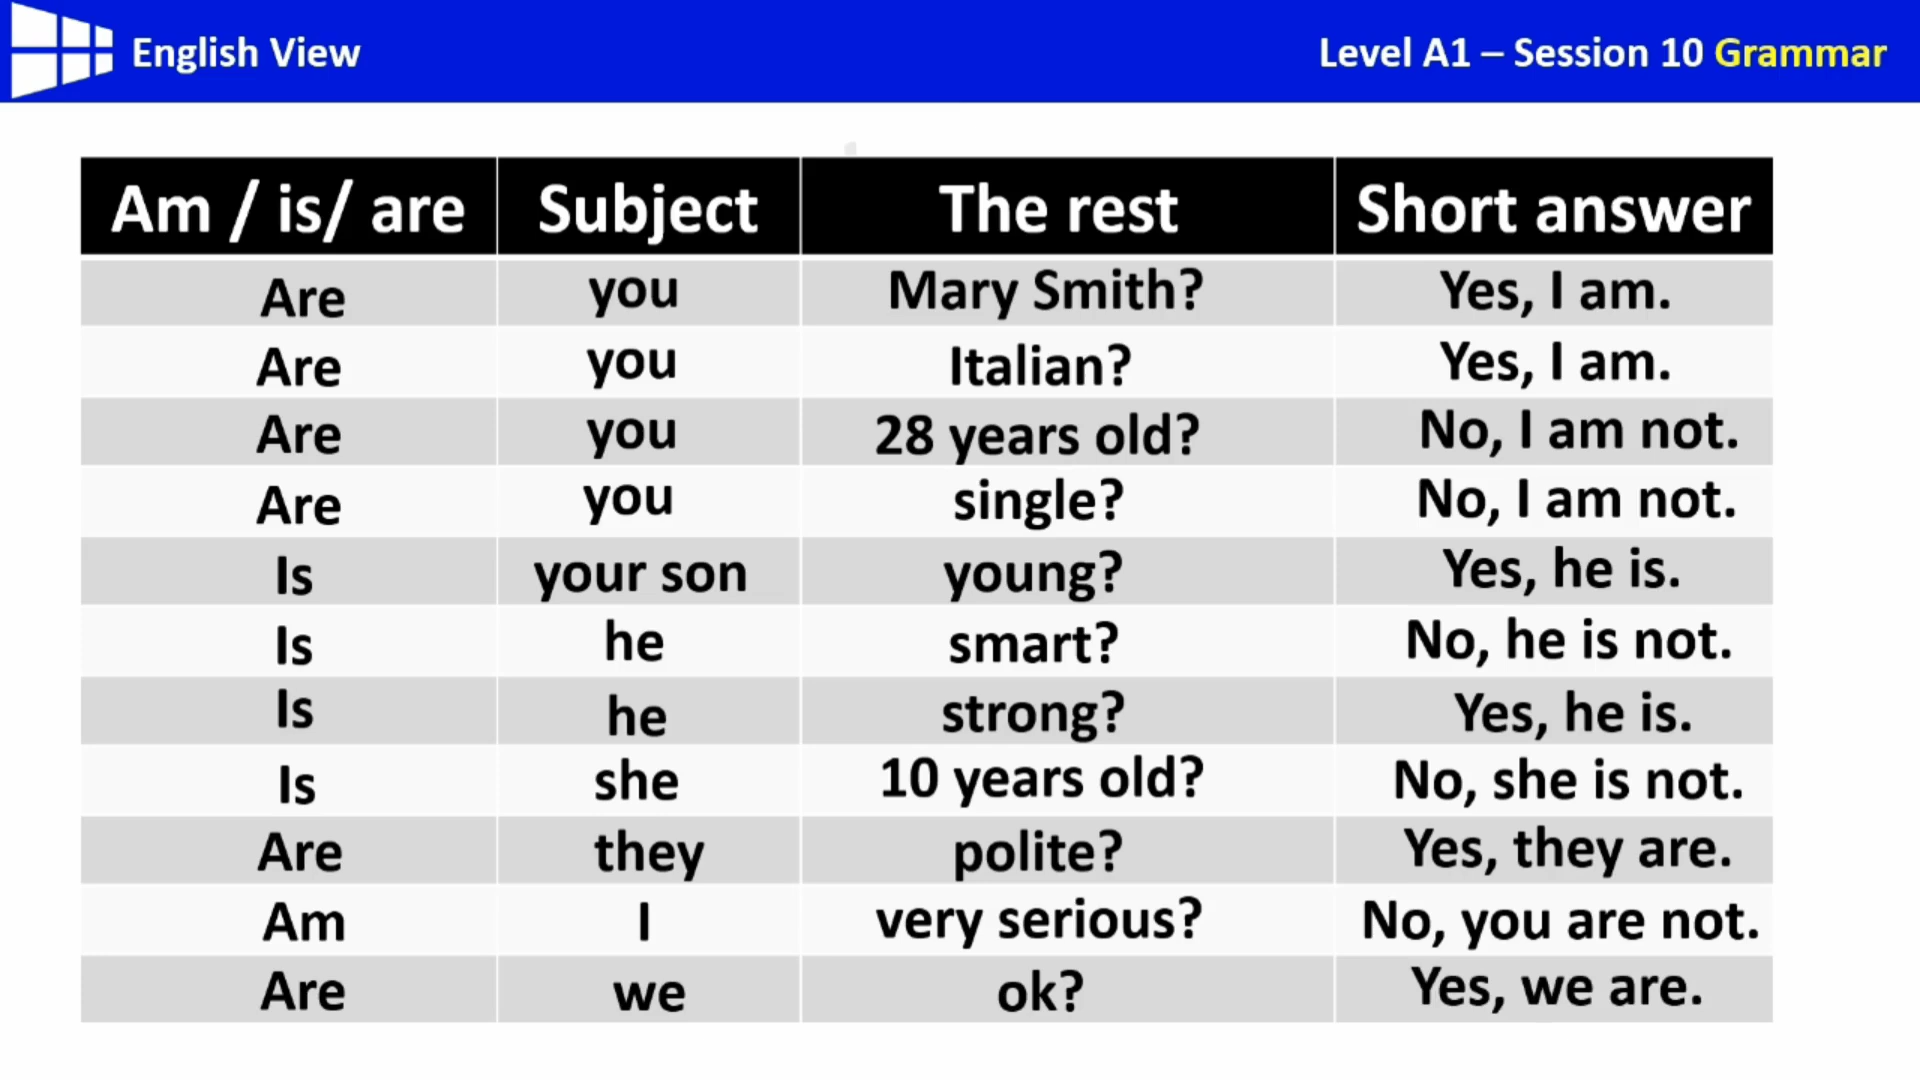 English View
Level A1 – Session 10 Grammar
Am / is/ are Subject The rest Short answer
Are you Mary Smith? Yes, I am.
Are you Italian? Yes, I am.
Are you 28 years old? No, I am not.
Are you single? No, I am not.
Is your son young? Yes, he is.
Is he smart? No, he is not.
Is he strong? Yes, he is.
Is she 10 years old? No, she is not.
Are they polite? Yes, they are.
Am I very serious? No, you are not.
Are we ok? Yes, we are.